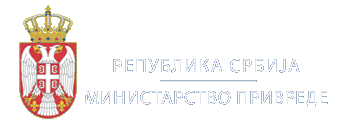 РЕПУБЛИКА СРБИЈА
МИНИСТАРСТВО ПРИВРЕДЕ